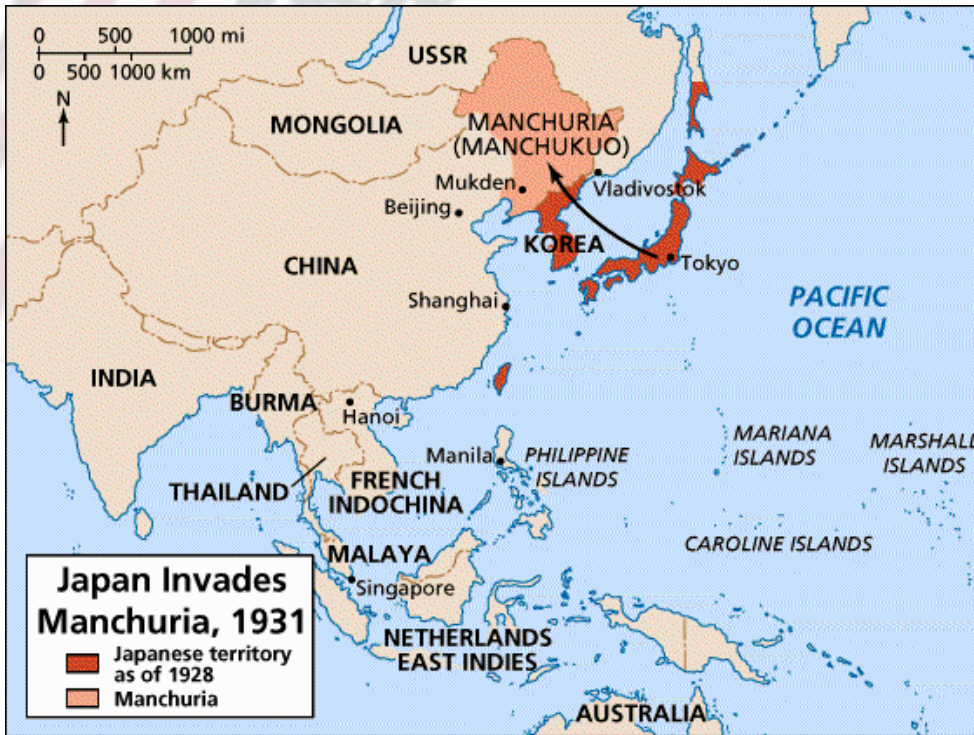 0 500 1000 mi
0 500 1000 km
N
USSR
MONGOLIA
MANCHURIA
(MANCHUKUO)
Mukden
Vladivostok
Beijing
KOREA
Tokyo
CHINA
Shanghai
PACIFIC
OCEAN
INDIA
BURMA
Hanoi
Manila
PHILIPPINE
ISLANDS
MARIANA
ISLANDS
MARSHALL
ISLANDS
THAILAND
FRENCH
INDOCHINA
CAROLINE ISLANDS
MALAYA
Singapore
NETHERLANDS
EAST INDIES
AUSTRALIA
Japan Invades
Manchuria, 1931
Japanese territory
as of 1928
Manchuria